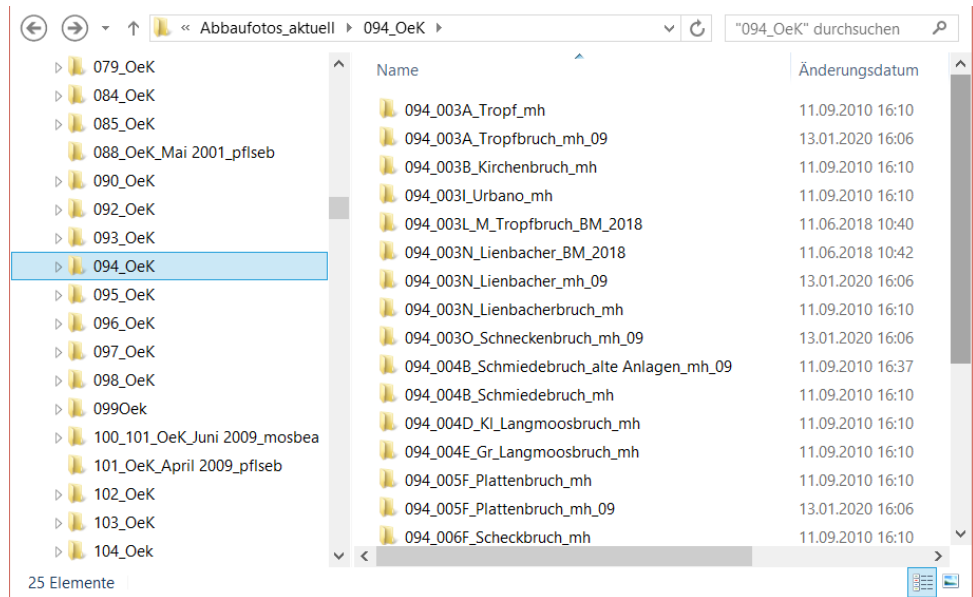 « Abbaufotos_aktuell 094_OeK "094_OeK" durchsuchen
079_OeK
084_OeK
085_OeK
088_OeK_Mai 2001_pflseb
090_OeK
092_OeK
093_OeK
094_OeK
095_OeK
096_OeK
097_OeK
098_OeK
099Oek
100_101_OeK_Juni 2009_mosbea
101_OeK_April 2009_pflseb
102_OeK
103_OeK
104_Oek
Name Änderungsdatum
094_003A_Tropf_mh 11.09.2010 16:10
094_003A_Tropfbruch_mh_09 13.01.2020 16:06
094_003B_Kirchenbruch_mh 11.09.2010 16:10
094_003I_Urbano_mh 11.09.2010 16:10
094_003L_M_Tropfbruch_BM_2018 11.06.2018 10:40
094_003N_Lienbacher_BM_2018 11.06.2018 10:42
094_003N_Lienbacher_mh_09 13.01.2020 16:06
094_003N_Lienbacherbruch_mh 11.09.2010 16:10
094_003O_Schneckenbruch_mh_09 13.01.2020 16:06
094_004B_Schmiedebruch_alte Anlagen_mh_09 11.09.2010 16:37
094_004B_Schmiedebruch_mh 11.09.2010 16:10
094_004D_Kl_Langmoosbruch_mh 11.09.2010 16:10
094_004E_Gr_Langmoosbruch_mh 11.09.2010 16:10
094_005F_Plattenbruch_mh 11.09.2010 16:10
094_005F_Plattenbruch_mh_09 13.01.2020 16:06
094_006F_Scheckbruch_mh 11.09.2010 16:10
25 Elemente